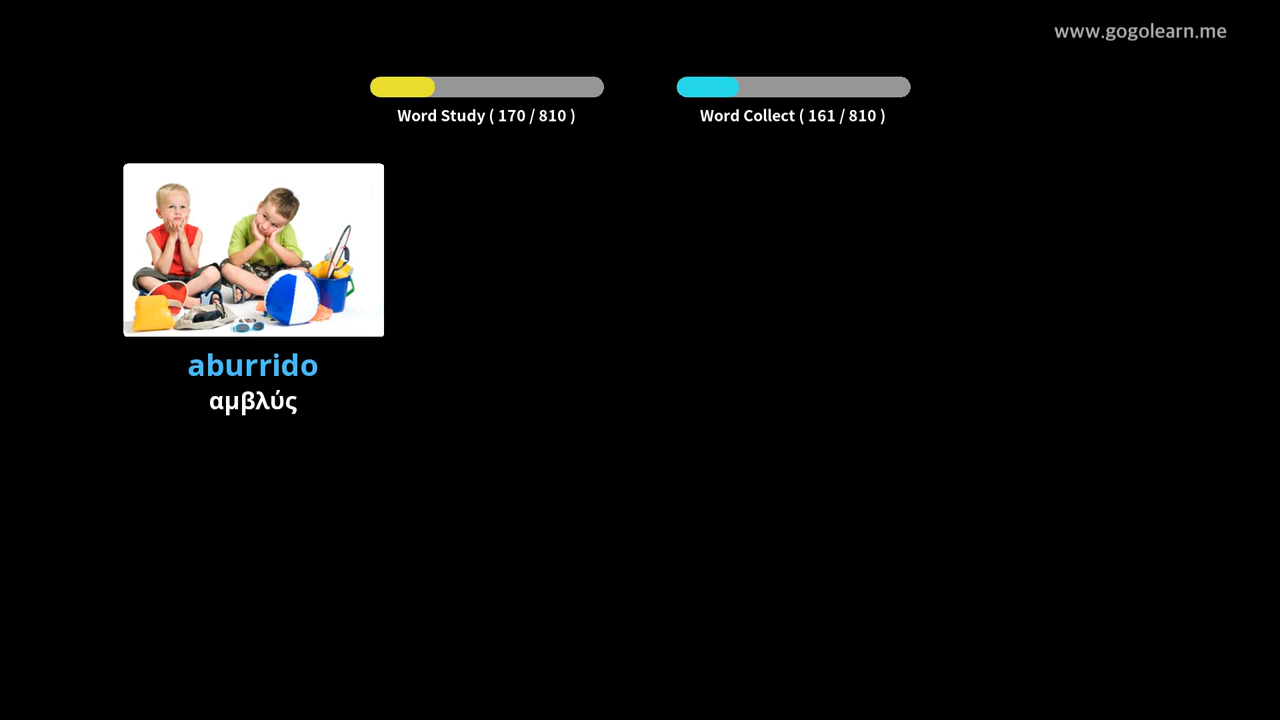 www.gogolearn.me
Word Study ( 170 / 810 )
Word Collect ( 161 / 810 )
aburrido
αμβλύς